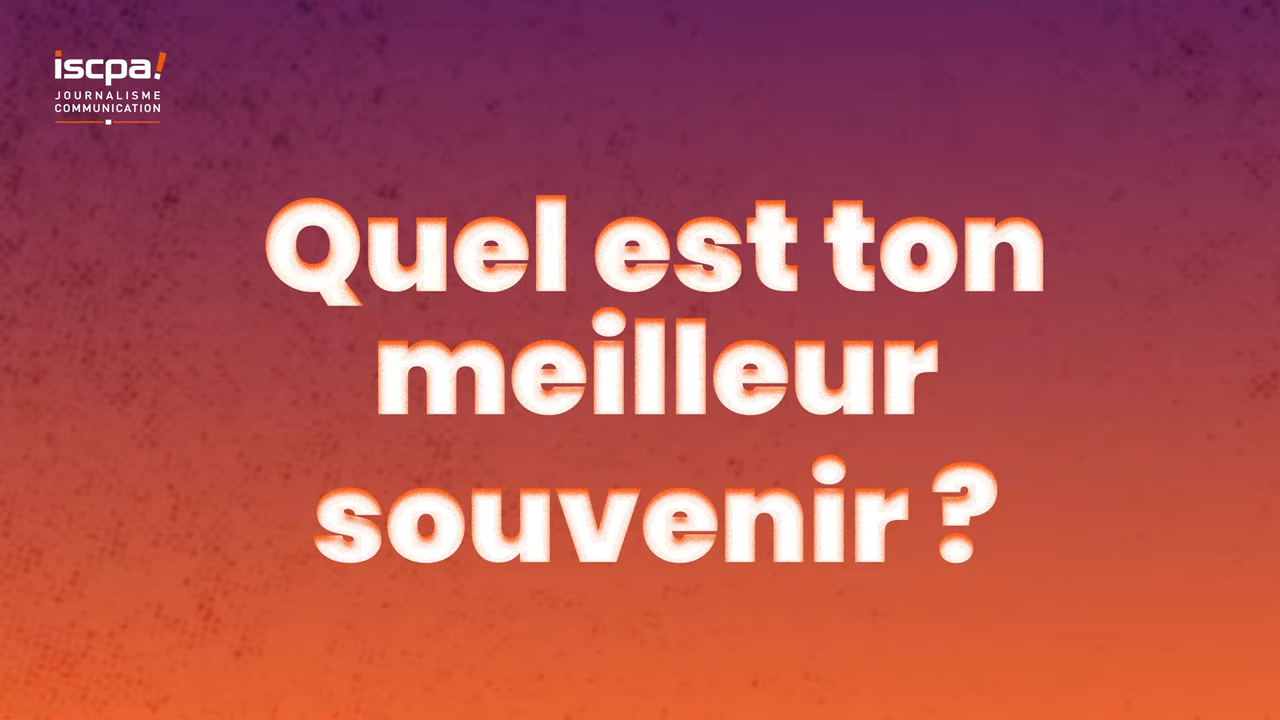 iscpa!
JOURNALISME
COMMUNICATION
Quel est ton
meilleur
souvenir ?